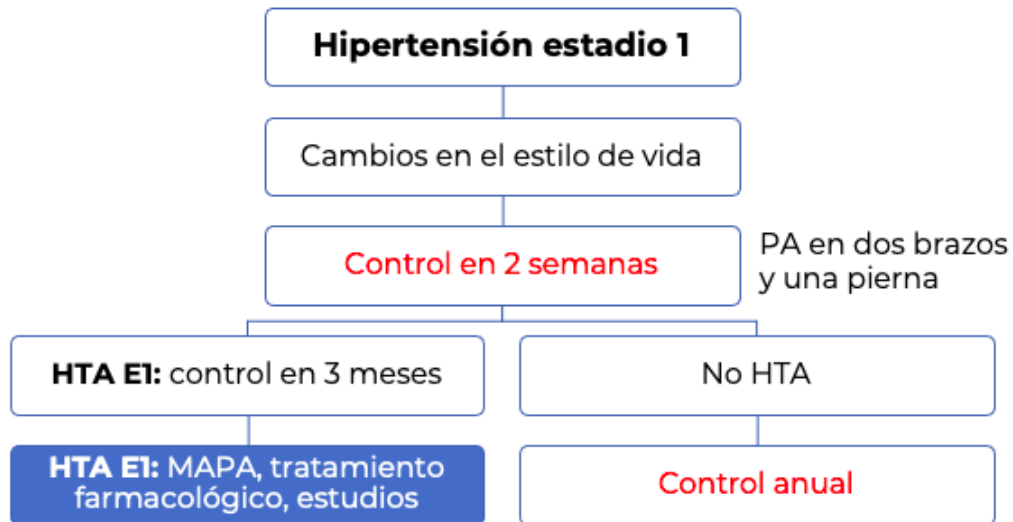 Hipertensión estadio 1
Cambios en el estilo de vida
Control en 2 semanas
PA en dos brazos
y una pierna
HTA E1: control en 3 meses
No HTA
HTA E1: MAPA, tratamiento
farmacológico, estudios
Control anual